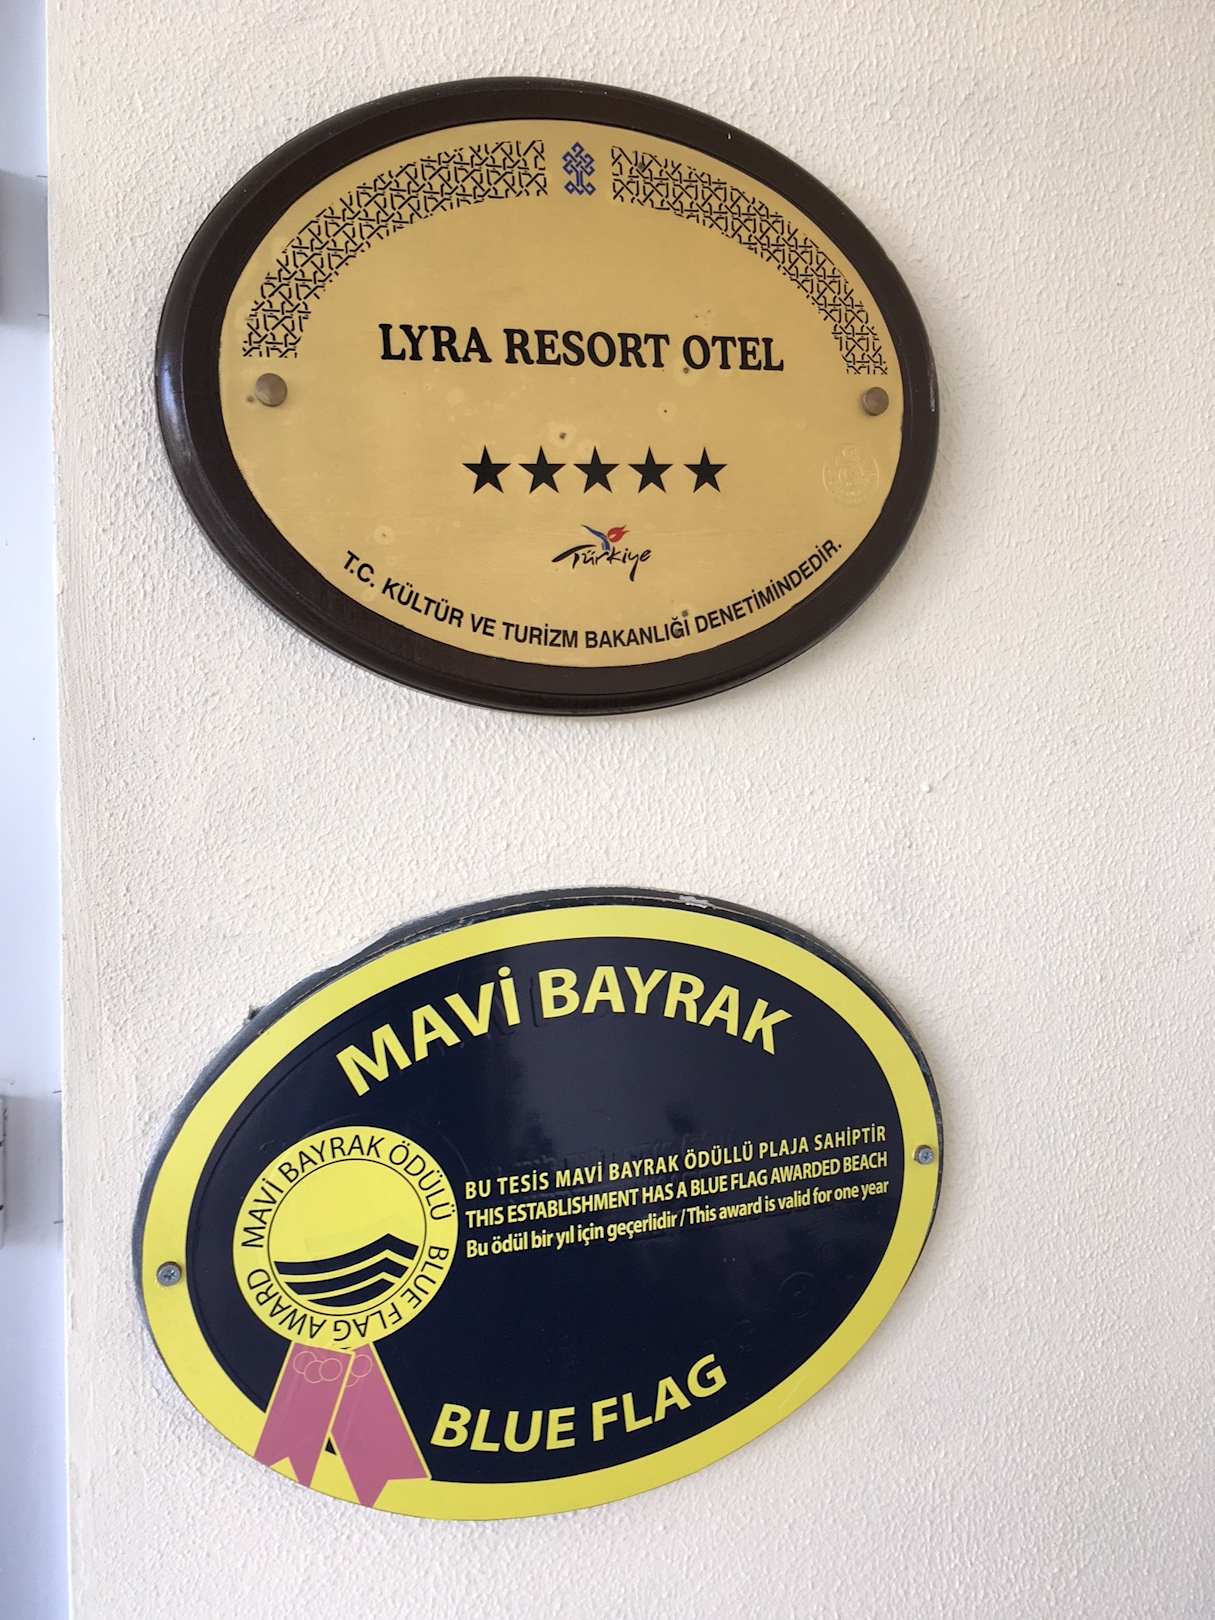 LYRA RESORT OTEL
★★★★★
Türkiye
T.C. KÜLTÜR VE TURİZM BAKANLIĞI DENETİMİNDEDİR.
MAVİ BAYRAK
MAVİ BAYRAK ÖDÜLÜ
BLUE FLAG AWARD
BU TESİS MAVİ BAYRAK ÖDÜLLÜ PLAJA SAHİPTİR
THIS ESTABLISHMENT HAS A BLUE FLAG AWARDED BEACH
Bu ödül bir yıl için geçerlidir / This award is valid for one year
BLUE FLAG